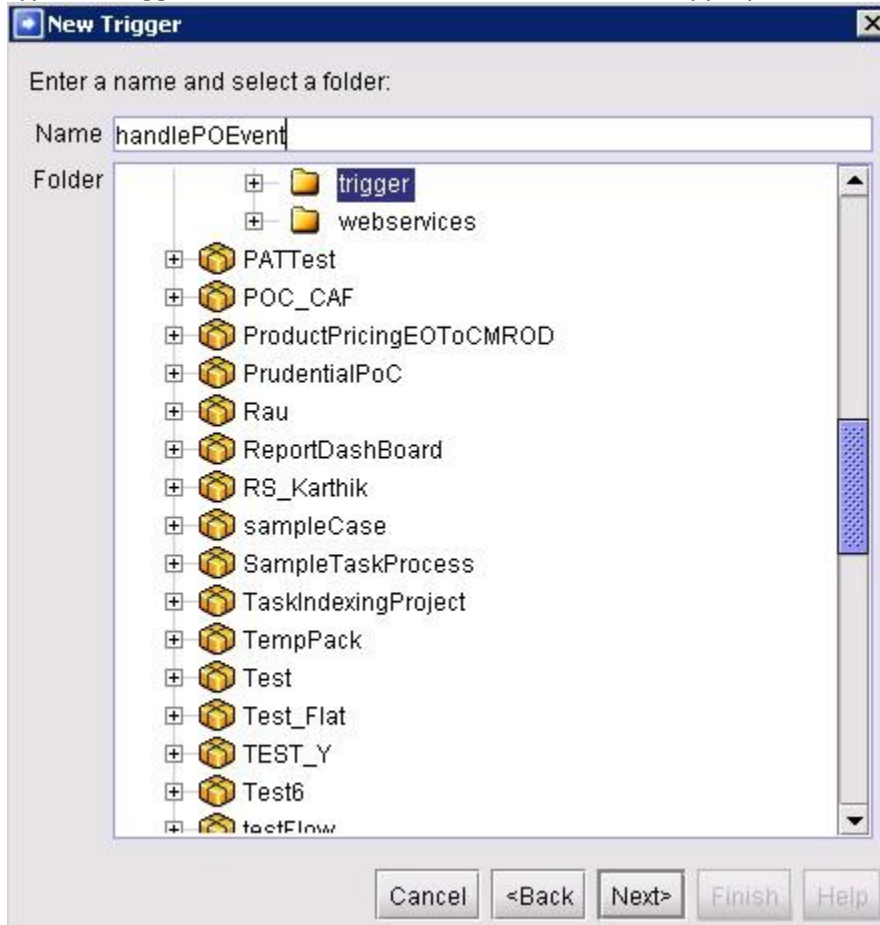 New Trigger
Enter a name and select a folder:
Name handlePOEvent
Folder trigger
webservices
PATTest
POC_CAF
ProductPricingEOToCMROD
PrudentialPoC
Rau
ReportDashBoard
RS_Karthik
sampleCase
SampleTaskProcess
TaskIndexingProject
TempPack
Test
Test_Flat
TEST_Y
Test6
testFlow
Cancel <Back Next> Finish Help